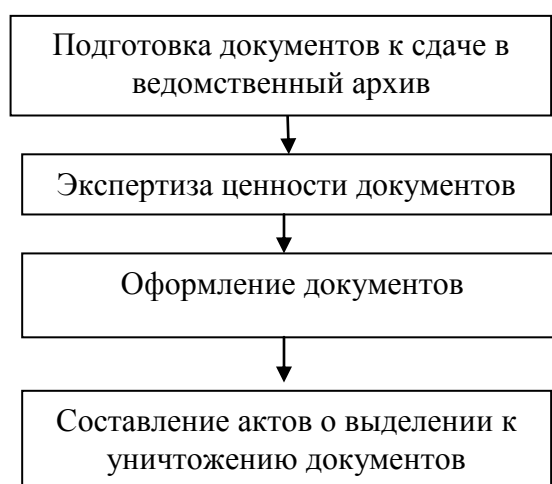 Подготовка документов к сдаче в
ведомственный архив
Экспертиза ценности документов
Оформление документов
Составление актов о выделении к
уничтожению документов